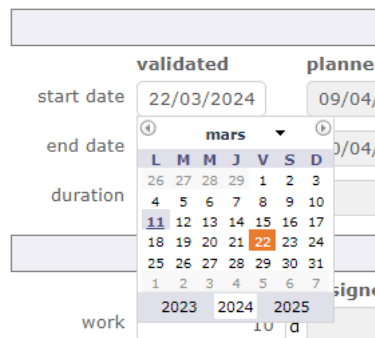 validated planned
start date 22/03/2024 09/04/
end date 0/04/
mars
L M M J V S D
26 27 28 29 1 2 3
4 5 6 7 8 9 10
duration
11 12 13 14 15 16 17
18 19 20 21 22 23 24
25 26 27 28 29 30 31
1 2 3 4 5 6 7
signe
2023 2024 2025
work 10 d